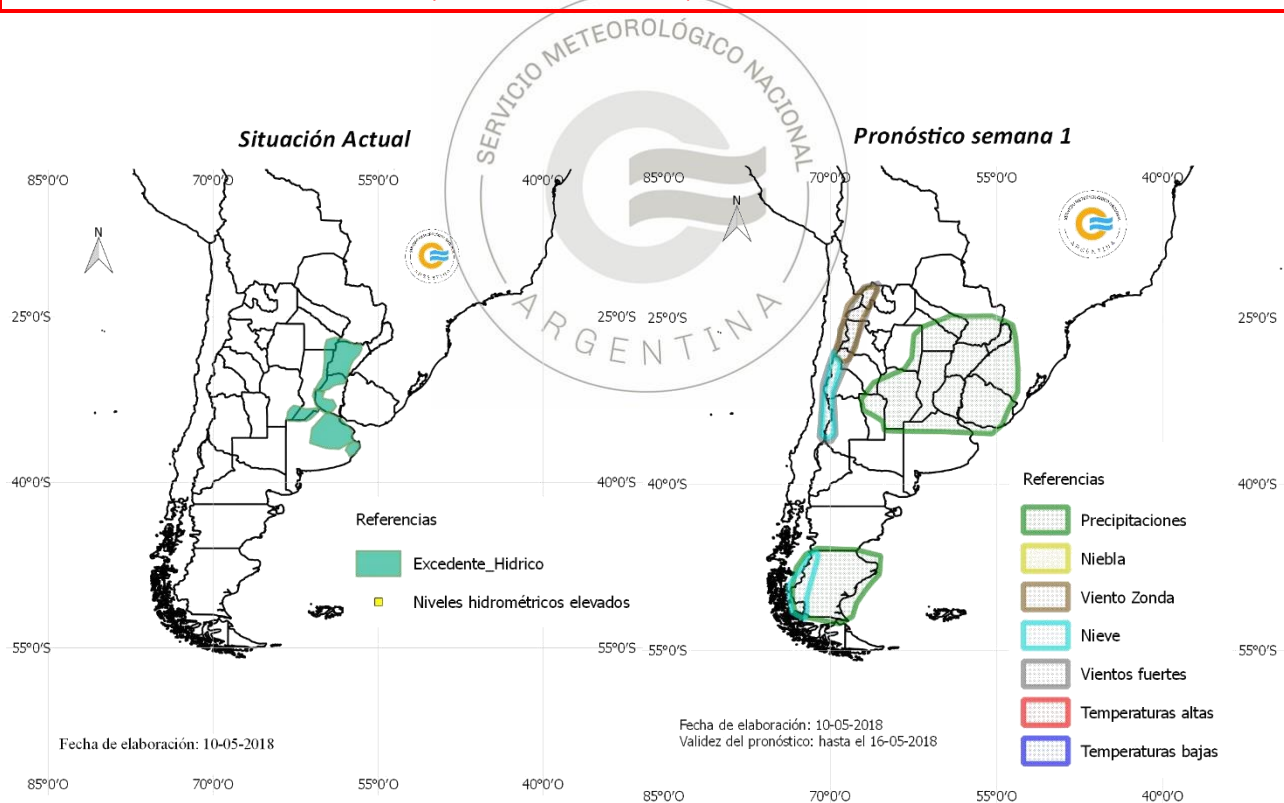 SERVICIO METEOROLÓGICO NACIONAL
ARGENTINA
Situación Actual
85°0'O
70°0'O
55°0'O
40°0'O
N
25°0'S
25°0'S
40°0'S
40°0'S
Referencias
Excedente_Hidrico
Niveles hidrométricos elevados
55°0'S
55°0'S
Fecha de elaboración: 10-05-2018
85°0'O
70°0'O
55°0'O
40°0'O
Pronóstico semana 1
85°0'O
70°0'O
55°0'O
40°0'O
N
ARGENTINA
25°0'S
25°0'S
40°0'S
40°0'S
Referencias
Precipitaciones
Niebla
Viento Zonda
Nieve
Vientos fuertes
Temperaturas altas
Temperaturas bajas
55°0'S
55°0'S
Fecha de elaboración: 10-05-2018
Validez del pronóstico: hasta el 16-05-2018
85°0'O
70°0'O
55°0'O
40°0'O